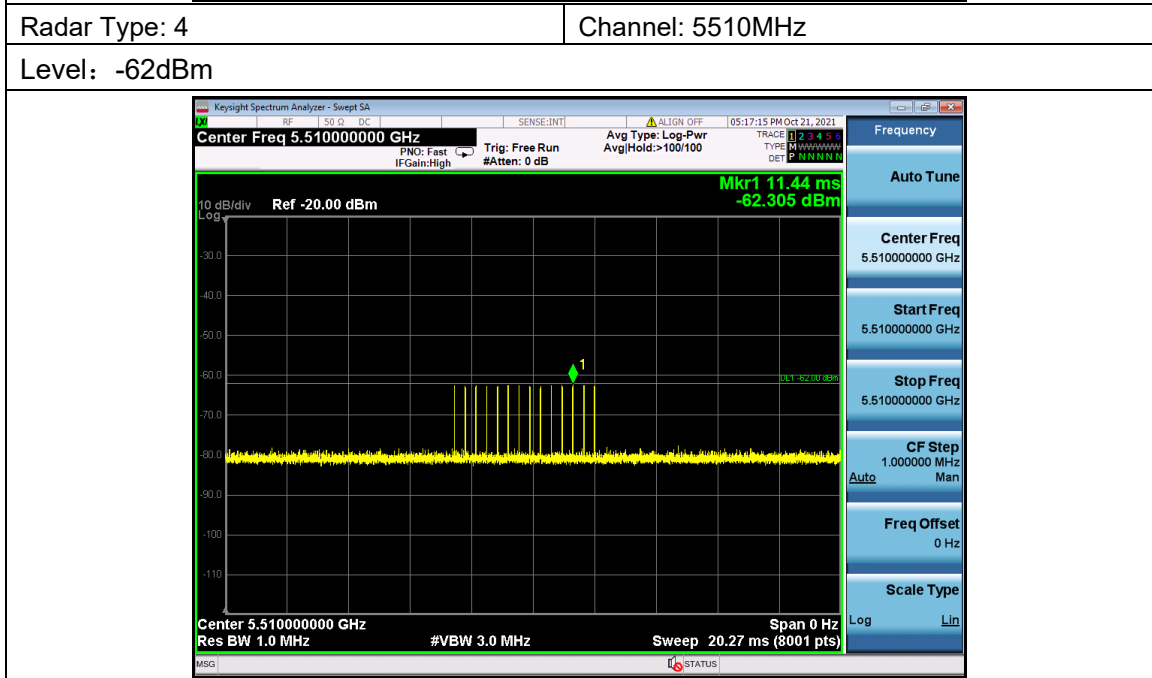 Radar Type: 4
Channel: 5510MHz
Level：-62dBm
Keysight Spectrum Analyzer - Swept SA
LXI RF 50 Ω DC SENSE:INT ALIGN OFF 05:17:15 PM Oct 21, 2021
Center Freq 5.510000000 GHz
PNO: Fast
IFGain:High
Trig: Free Run
#Atten: 0 dB
Avg Type: Log-Pwr
Avg|Hold:>100/100
TRACE 1 2 3 4 5 6
TYPE M WWWWW
DET P N N N N N
Mkr1 11.44 ms
-62.305 dBm
10 dB/div Ref -20.00 dBm
Log
-30.0
-40.0
-50.0
1
-60.0
DL1 -62.00 dBm
-70.0
-80.0
-90.0
-100
-110
Center 5.510000000 GHz Span 0 Hz
Res BW 1.0 MHz #VBW 3.0 MHz Sweep 20.27 ms (8001 pts)
MSG STATUS
Frequency
Auto Tune
Center Freq
5.510000000 GHz
Start Freq
5.510000000 GHz
Stop Freq
5.510000000 GHz
CF Step
1.000000 MHz
Auto Man
Freq Offset
0 Hz
Scale Type
Log Lin